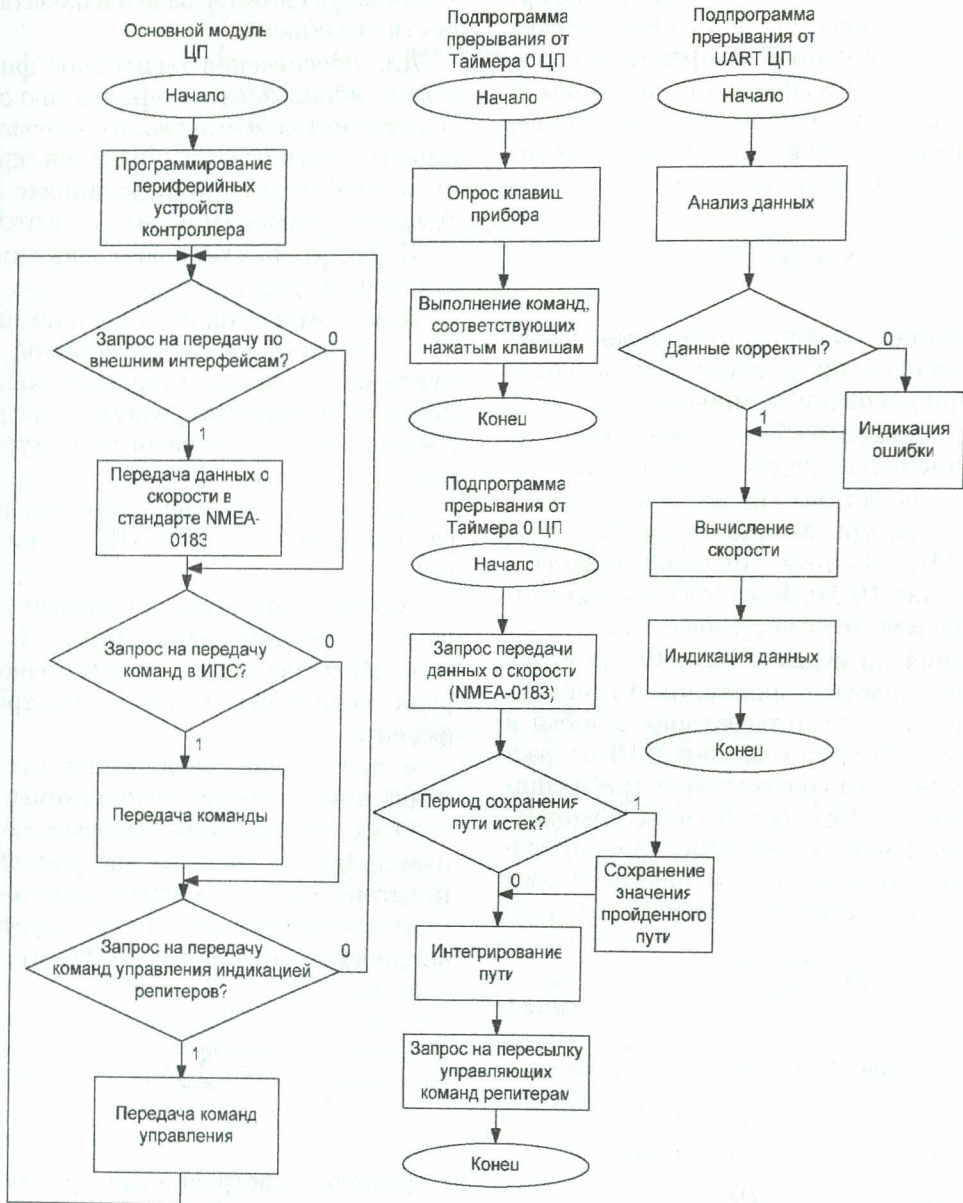 Основной модуль
ЦП
Начало
Программирование
периферийных
устройств
контроллера
Запрос на передачу по
внешним интерфейсам?
0
1
Передача данных о
скорости в
стандарте NMEA-
0183
Запрос на передачу
команд в ИПС?
0
1
Передача команды
Запрос на передачу
команд управления индикацией
репитеров?
0
1
Передача команд
управления
Подпрограмма
прерывания от
Таймера 0 ЦП
Начало
Опрос клавиш
прибора
Выполнение команд,
соответствующих
нажатым клавишам
Конец
Подпрограмма
прерывания от
Таймера 0 ЦП
Начало
Запрос передачи
данных о скорости
(NMEA-0183)
Период сохранения
пути истек?
1
0
Сохранение
значения
пройденного
пути
Интегрирование
пути
Запрос на пересылку
управляющих
команд репитерам
Конец
Подпрограмма
прерывания от
UART ЦП
Начало
Анализ данных
Данные корректны?
0
1
Индикация
ошибки
Вычисление
скорости
Индикация данных
Конец